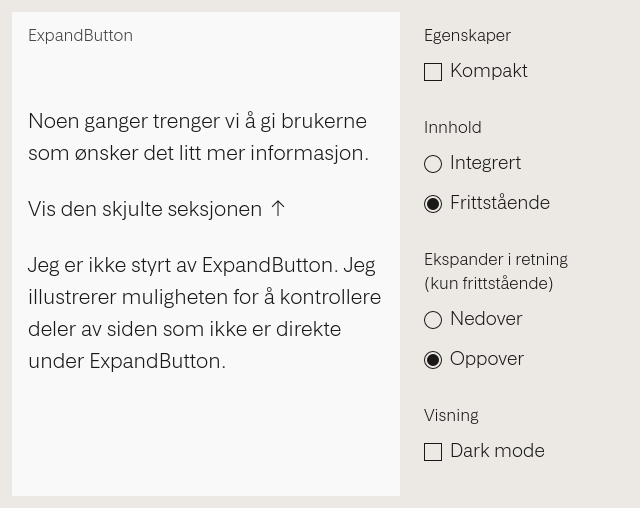 ExpandButton
Noen ganger trenger vi å gi brukerne
som ønsker det litt mer informasjon.
Vis den skjulte seksjonen ↑
Jeg er ikke styrt av ExpandButton. Jeg
illustrerer muligheten for å kontrollere
deler av siden som ikke er direkte
under ExpandButton.
Egenskaper
Kompakt
Innhold
Integrert
Frittstående
Ekspander i retning
(kun frittstående)
Nedover
Oppover
Visning
Dark mode